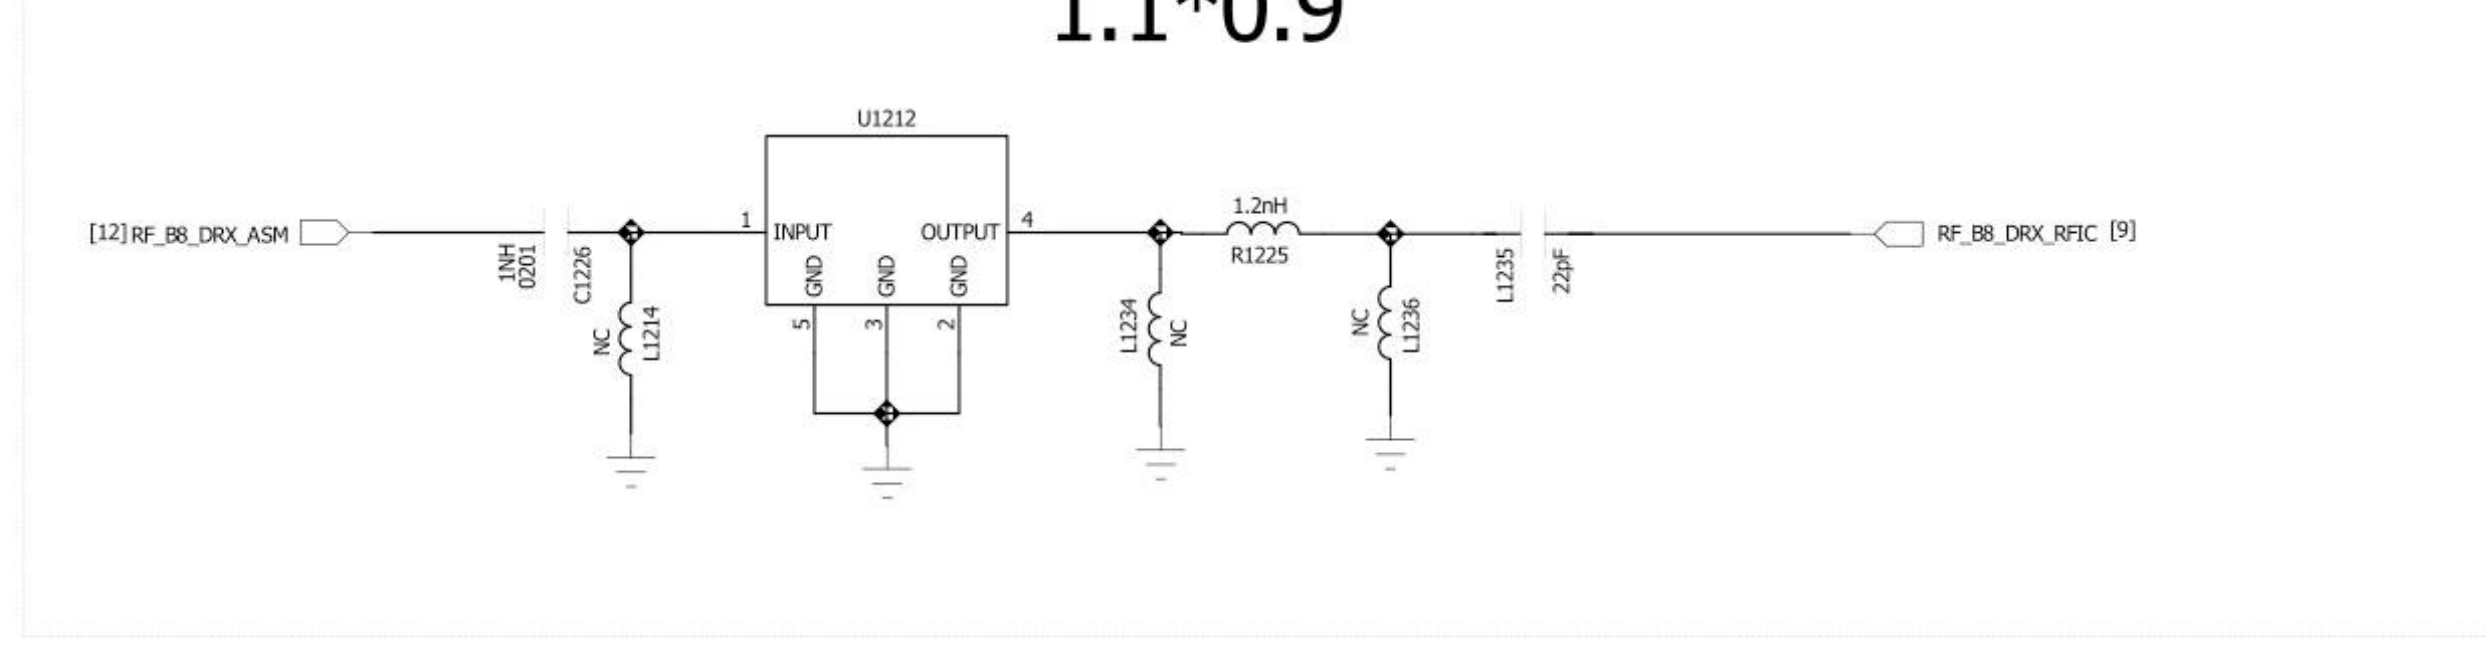 1.1*0.9
U1212
[12] RF_B8_DRX_ASM
1NH
0201
C1226
NC
L1214
1
INPUT
OUTPUT
4
GND
GND
GND
5
3
2
L1234
NC
1.2nH
R1225
NC
L1236
L1235
22pF
RF_B8_DRX_RFIC [9]